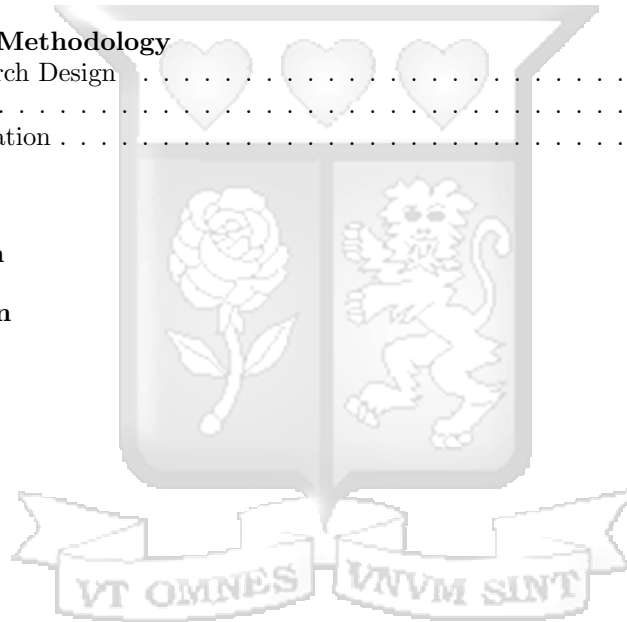 Methodology
rch Design . . . . . . . . . . . . . . . . . . . . . . . . . . .
. . . . . . . . . . . . . . . . . . . . . . . . . . . . . . . .
ation . . . . . . . . . . . . . . . . . . . . . . . . . . . . .
n
n
VT OMNES VNVM SINT